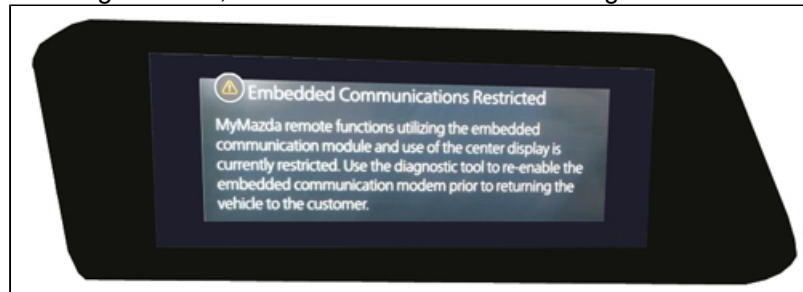 Embedded Communications Restricted
MyMazda remote functions utilizing the embedded
communication module and use of the center display is
currently restricted. Use the diagnostic tool to re-enable the
embedded communication modem prior to returning the
vehicle to the customer.